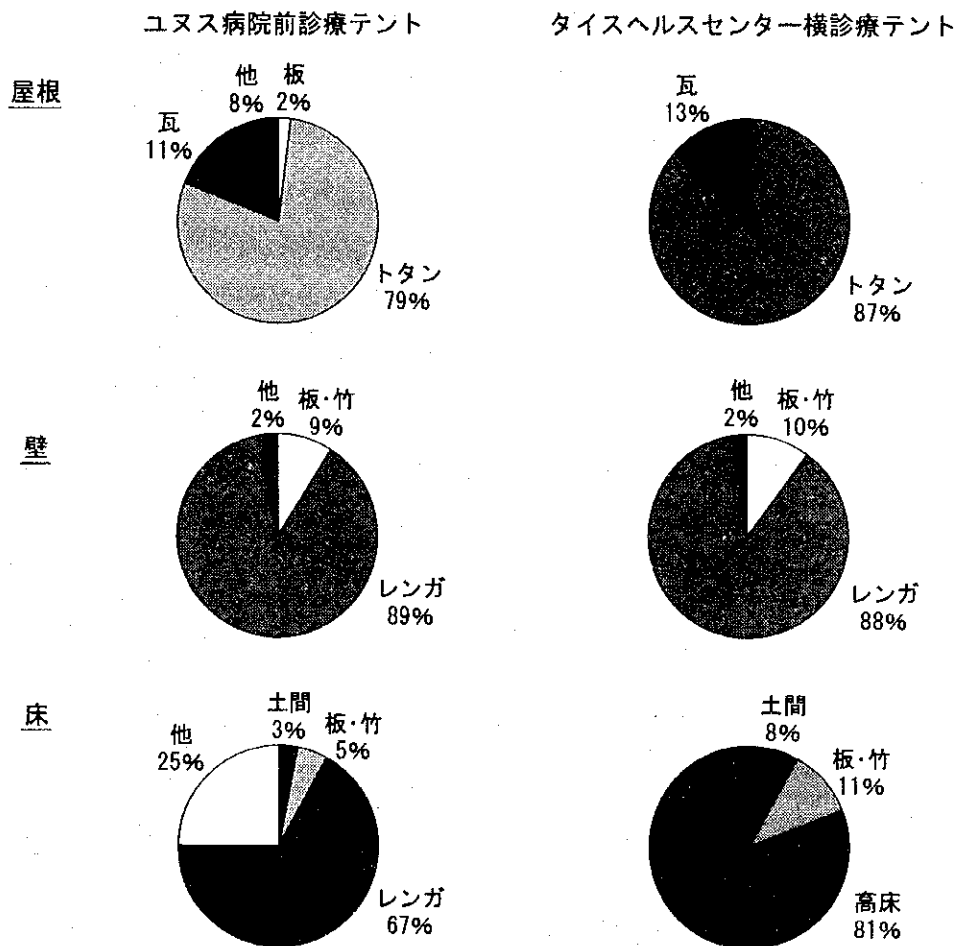 ユヌス病院前診療テント
タイスヘルスセンター横診療テント
屋根
他
8%
板
2%
瓦
11%
トタン
79%
瓦
13%
トタン
87%
壁
他
2%
板・竹
9%
レンガ
89%
他
2%
板・竹
10%
レンガ
88%
床
他
25%
土間
3%
板・竹
5%
レンガ
67%
土間
8%
板・竹
11%
高床
81%